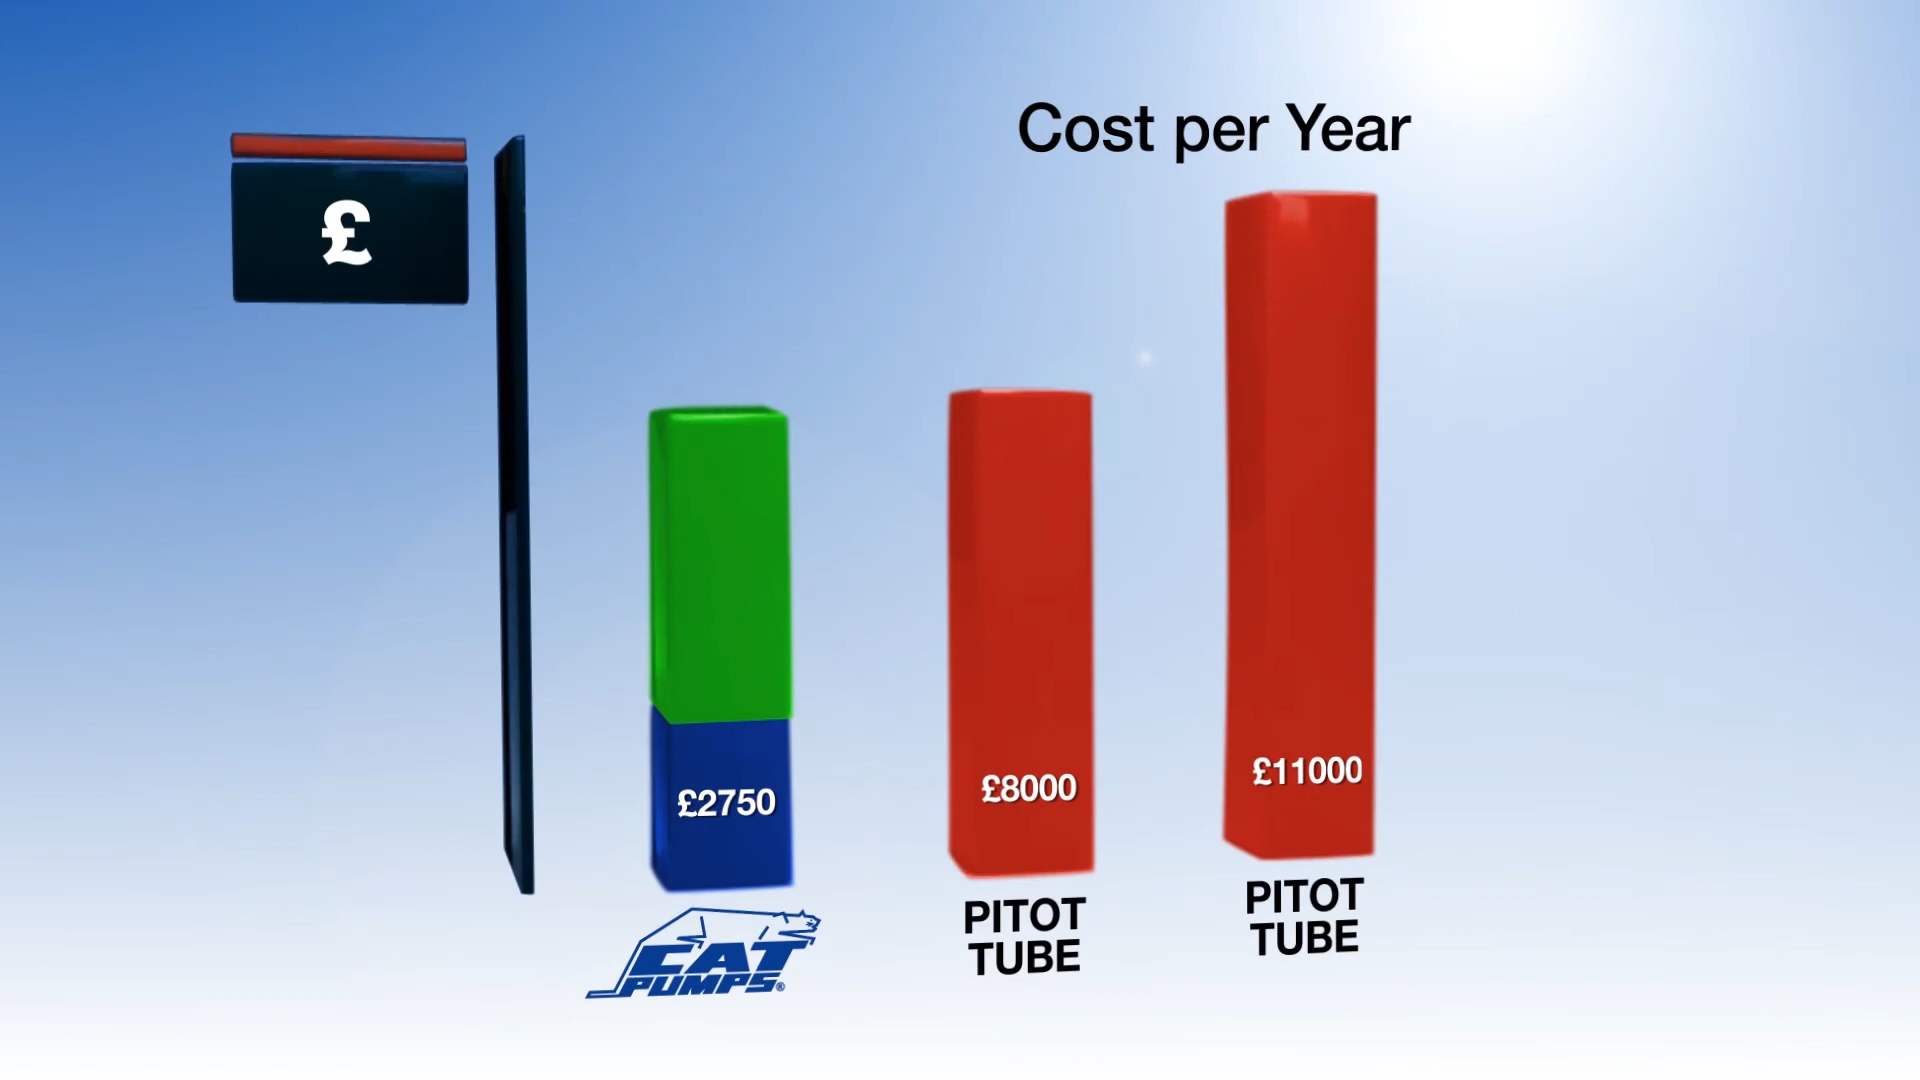 Cost per Year
£
£2750
£8000
£11000
CAT
PUMPS®
PITOT
TUBE
PITOT
TUBE